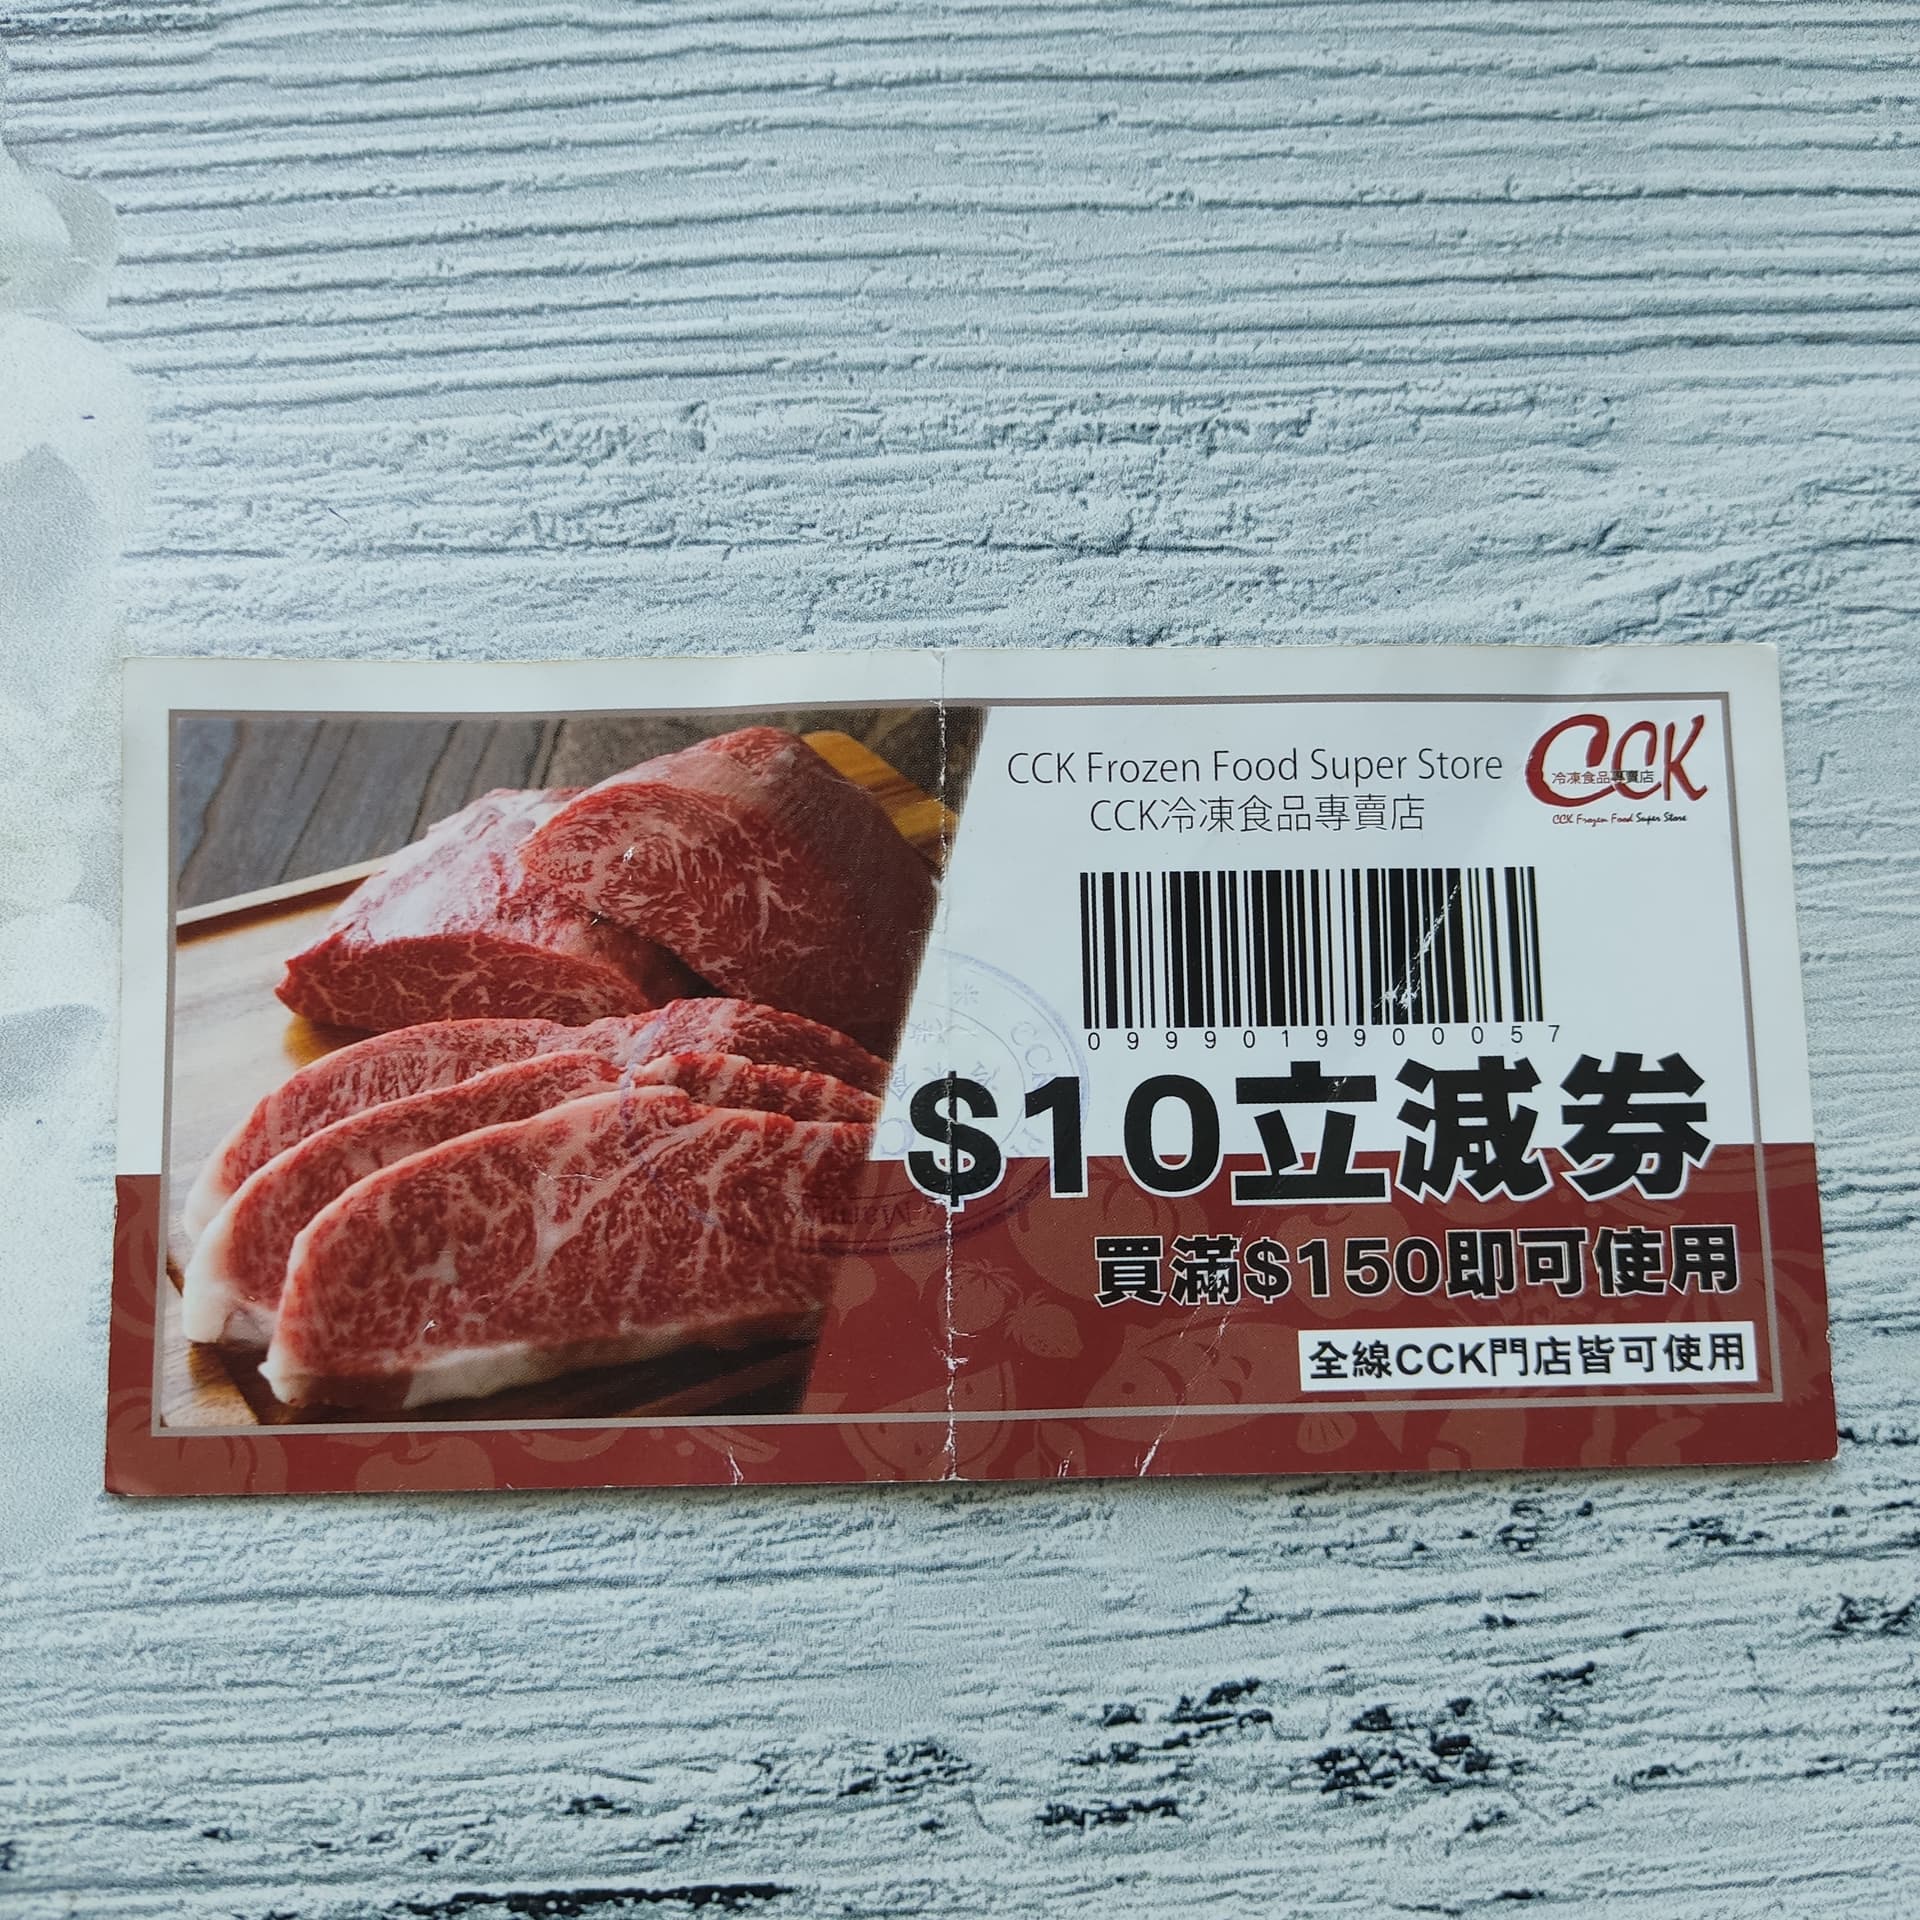 CCK Frozen Food Super Store
CCK冷凍食品專賣店
CCK
冷凍食品專賣店
CCK Frozen Food Super Store
0999019900057
$10立減券
買滿$150即可使用
全線CCK門店皆可使用